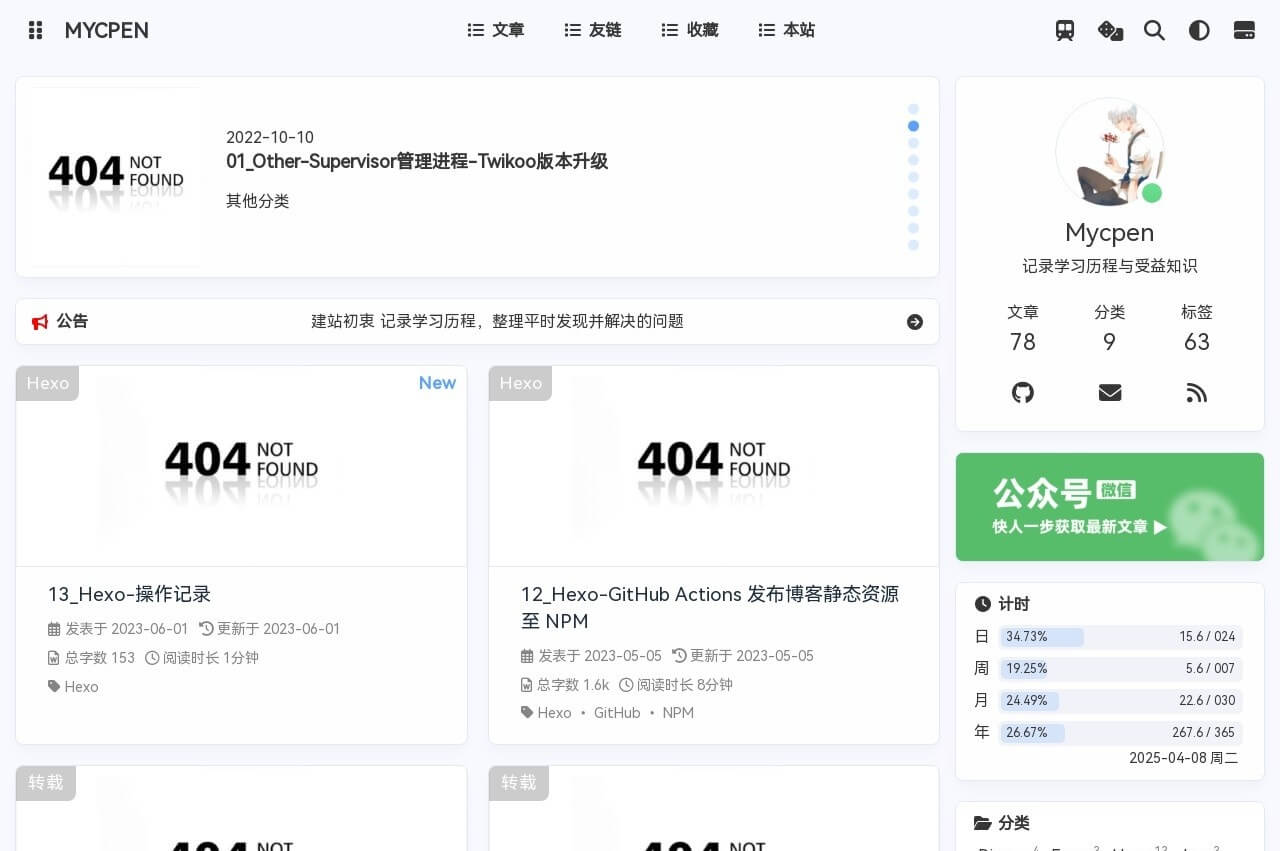 MYCPEN
文章
友链
收藏
本站
404 NOT FOUND
2022-10-10
01_Other-Supervisor管理进程-Twikoo版本升级
其他分类
公告
建站初衷 记录学习历程，整理平时发现并解决的问题
Hexo
New
404 NOT FOUND
13_Hexo-操作记录
发表于 2023-06-01 更新于 2023-06-01
总字数 153 阅读时长 1分钟
Hexo
Hexo
404 NOT FOUND
12_Hexo-GitHub Actions 发布博客静态资源
至 NPM
发表于 2023-05-05 更新于 2023-05-05
总字数 1.6k 阅读时长 8分钟
Hexo • GitHub • NPM
转载
404 NOT
转载
404 NOT
Mycpen
记录学习历程与受益知识
文章 分类 标签
78 9 63
公众号 微信
快人一步获取最新文章
计时
日 34.73% 15.6 / 024
周 19.25% 5.6 / 007
月 24.49% 22.6 / 030
年 26.67% 267.6 / 365
2025-04-08 周二
分类